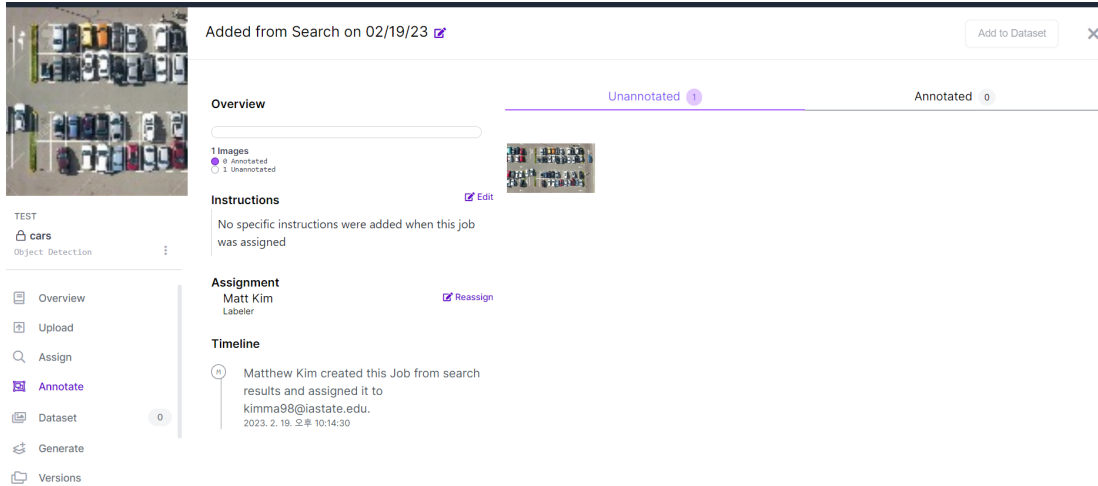 Added from Search on 02/19/23
Add to Dataset
TEST
cars
Object Detection
Overview
Upload
Assign
Annotate
Dataset 0
Generate
Versions
Overview
1 Images
0 Annotated
1 Unannotated
Instructions
Edit
No specific instructions were added when this job
was assigned
Assignment
Matt Kim
Reassign
Labeler
Timeline
M
Matthew Kim created this Job from search
results and assigned it to
kimma98@iastate.edu.
2023. 2. 19. 오후 10:14:30
Unannotated 1
Annotated 0